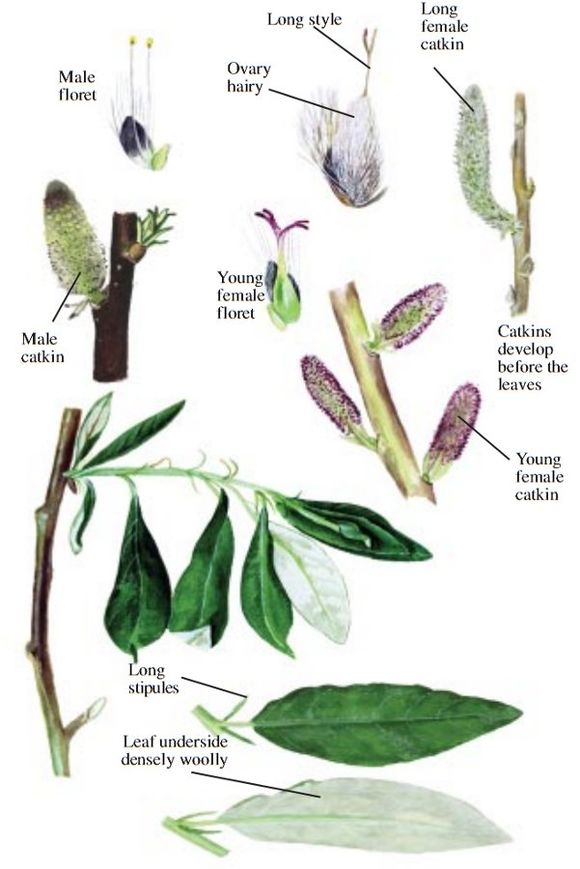 Long style
Long
female
catkin
Male
floret
Ovary
hairy
Young
female
floret
Male
catkin
Catkins
develop
before the
leaves
Young
female
catkin
Long
stipules
Leaf underside
densely woolly